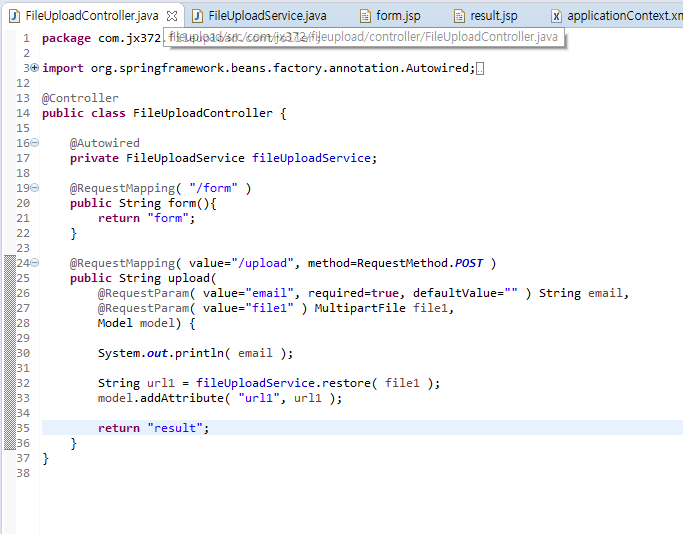 FileUploadController.java FileUploadService.java form.jsp result.jsp applicationContext.xm
fileupload/src/com/jx372/fileupload/controller/FileUploadController.java
1 package com.jx372.
2
3 import org.springframework.beans.factory.annotation.Autowired;
12
13 @Controller
14 public class FileUploadController {
15
16 @Autowired
17 private FileUploadService fileUploadService;
18
19 @RequestMapping( "/form" )
20 public String form(){
21 return "form";
22 }
23
24 @RequestMapping( value="/upload", method=RequestMethod.POST )
25 public String upload(
26 @RequestParam( value="email", required=true, defaultValue="" ) String email,
27 @RequestParam( value="file1" ) MultipartFile file1,
28 Model model) {
29
30 System.out.println( email );
31
32 String url1 = fileUploadService.restore( file1 );
33 model.addAttribute( "url1", url1 );
34
35 return "result";
36 }
37 }
38